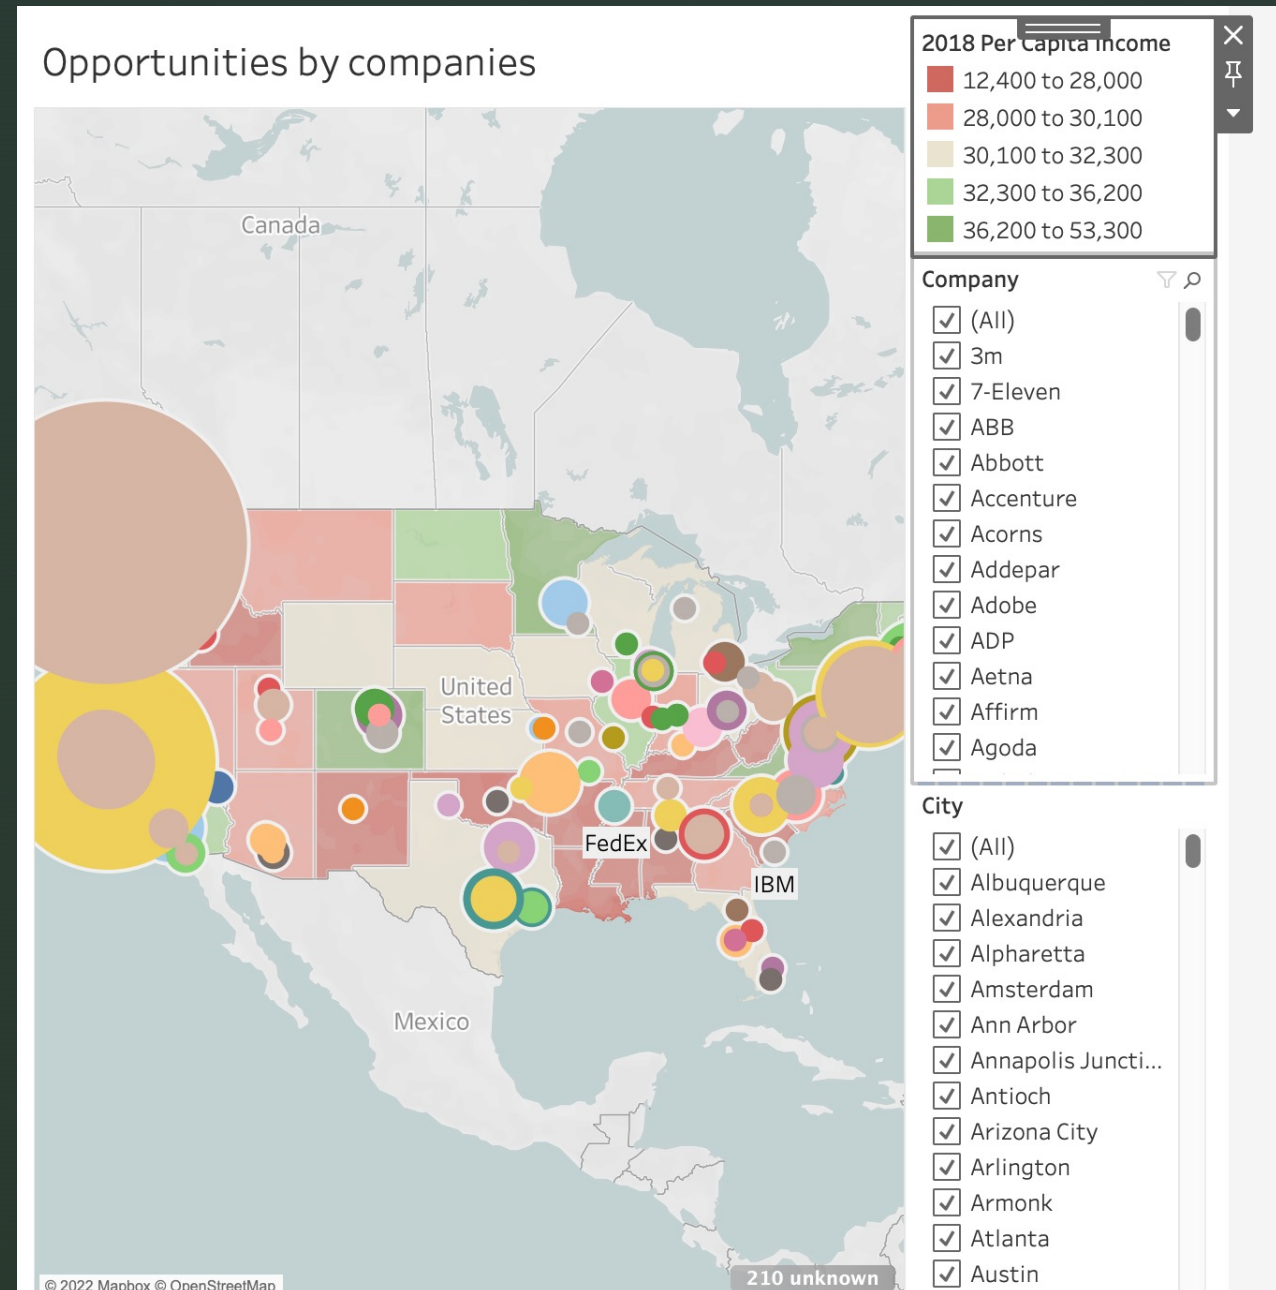 Opportunities by companies
Canada
United
States
FedEx
IBM
Mexico
© 2022 Mapbox © OpenStreetMap
210 unknown
2018 Per Capita Income
12,400 to 28,000
28,000 to 30,100
30,100 to 32,300
32,300 to 36,200
36,200 to 53,300
Company
(All)
3m
7-Eleven
ABB
Abbott
Accenture
Acorns
Addepar
Adobe
ADP
Aetna
Affirm
Agoda
City
(All)
Albuquerque
Alexandria
Alpharetta
Amsterdam
Ann Arbor
Annapolis Juncti...
Antioch
Arizona City
Arlington
Armonk
Atlanta
Austin